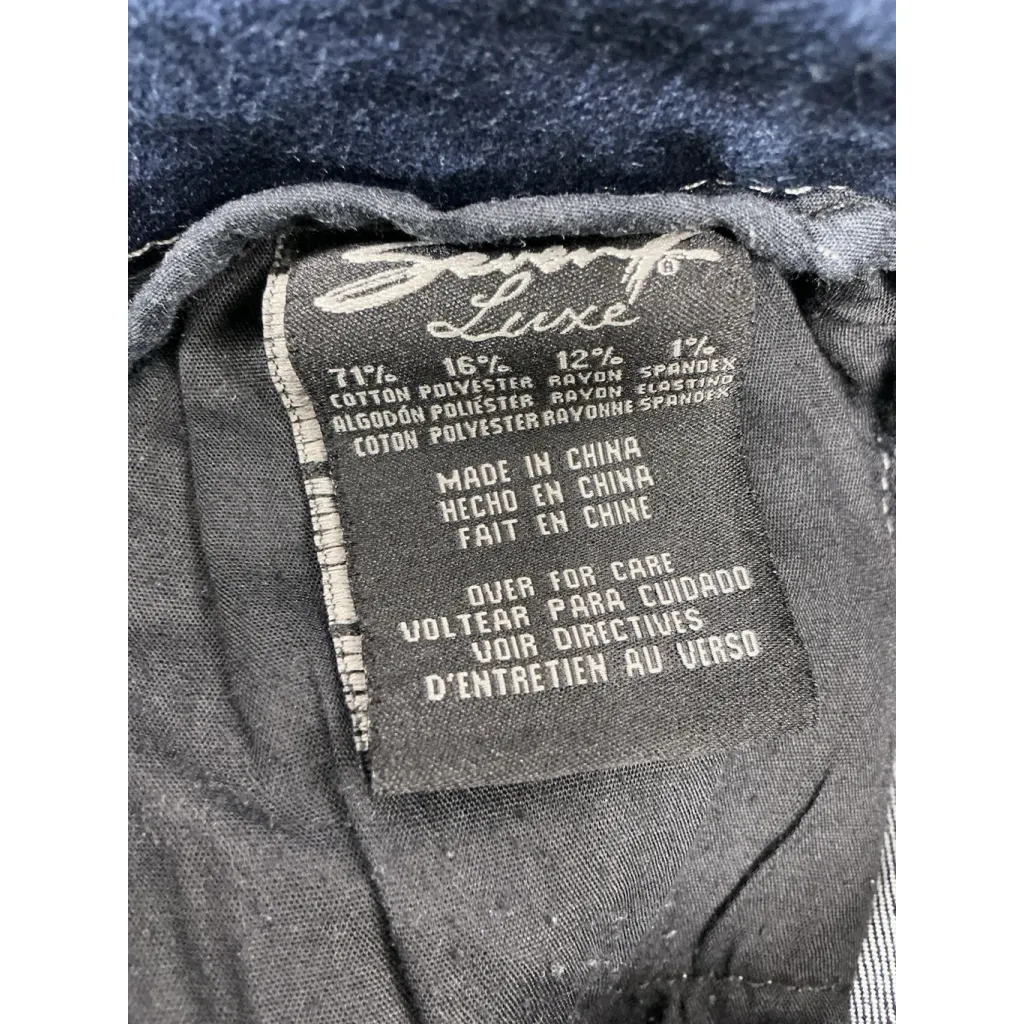 Seven7®
Luxe
71% 16% 12% 1%
COTTON POLYESTER RAYON SPANDEX
ALGODÓN POLIÉSTER RAYON ELASTINO
COTON POLYESTER RAYONNE SPANDEX
MADE IN CHINA
HECHO EN CHINA
FAIT EN CHINE
OVER FOR CARE
VOLTEAR PARA CUIDADO
VOIR DIRECTIVES
D'ENTRETIEN AU VERSO